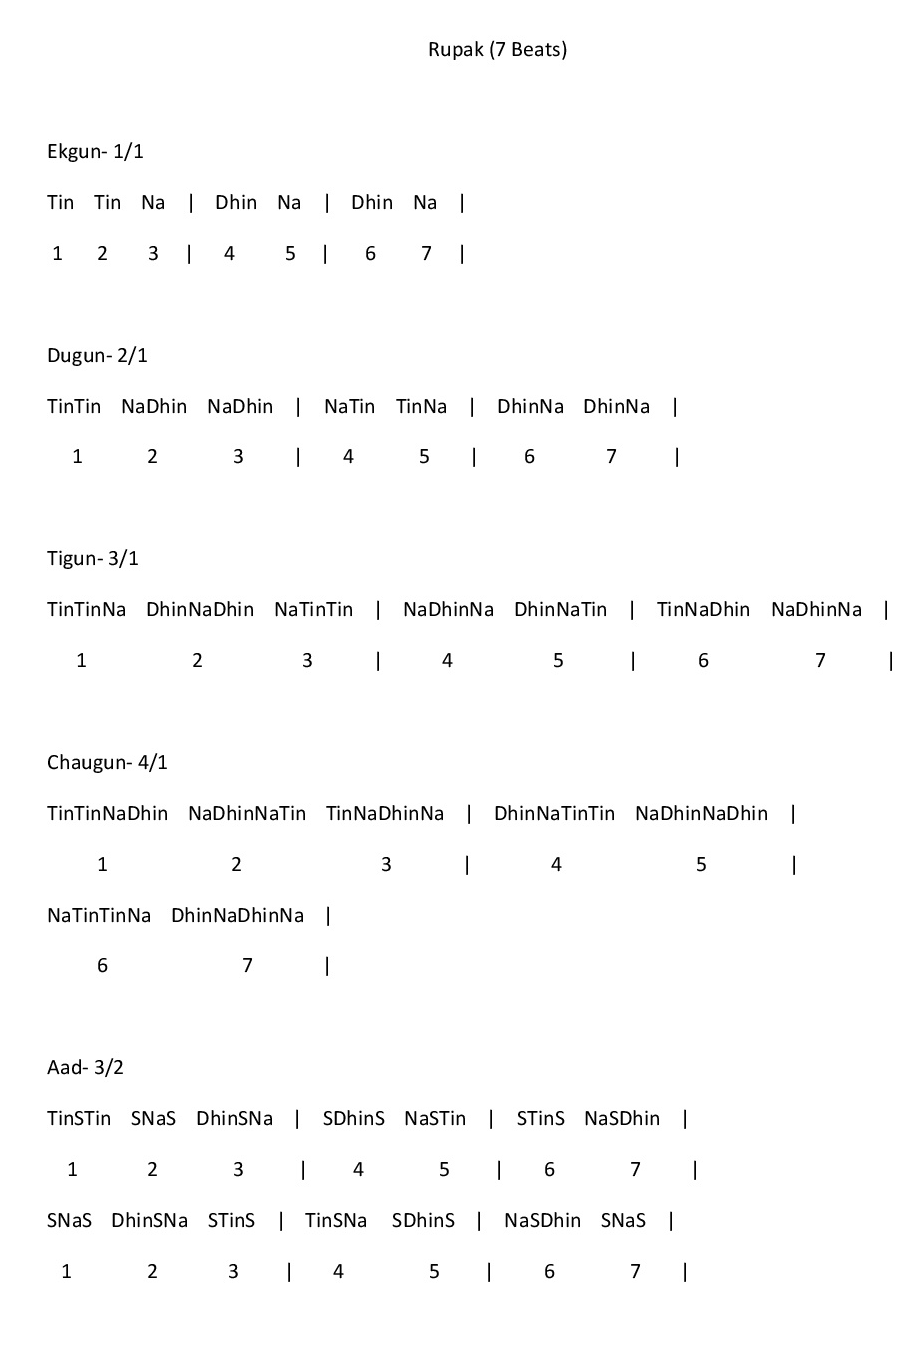 Rupak (7 Beats)
Ekgun- 1/1
Tin Tin Na | Dhin Na | Dhin Na |
1 2 3 | 4 5 | 6 7 |
Dugun- 2/1
TinTin NaDhin NaDhin | NaTin TinNa | DhinNa DhinNa |
1 2 3 | 4 5 | 6 7 |
Tigun- 3/1
TinTinNa DhinNaDhin NaTinTin | NaDhinNa DhinNaTin | TinNaDhin NaDhinNa |
1 2 3 | 4 5 | 6 7 |
Chaugun- 4/1
TinTinNaDhin NaDhinNaTin TinNaDhinNa | DhinNaTinTin NaDhinNaDhin |
1 2 3 | 4 5 |
NaTinTinNa DhinNaDhinNa |
6 7 |
Aad- 3/2
TinSTin SNaS DhinSNa | SDhinS NaSTin | STinS NaSDhin |
1 2 3 | 4 5 | 6 7 |
SNaS DhinSNa STinS | TinSNa SDhinS | NaSDhin SNaS |
1 2 3 | 4 5 | 6 7 |